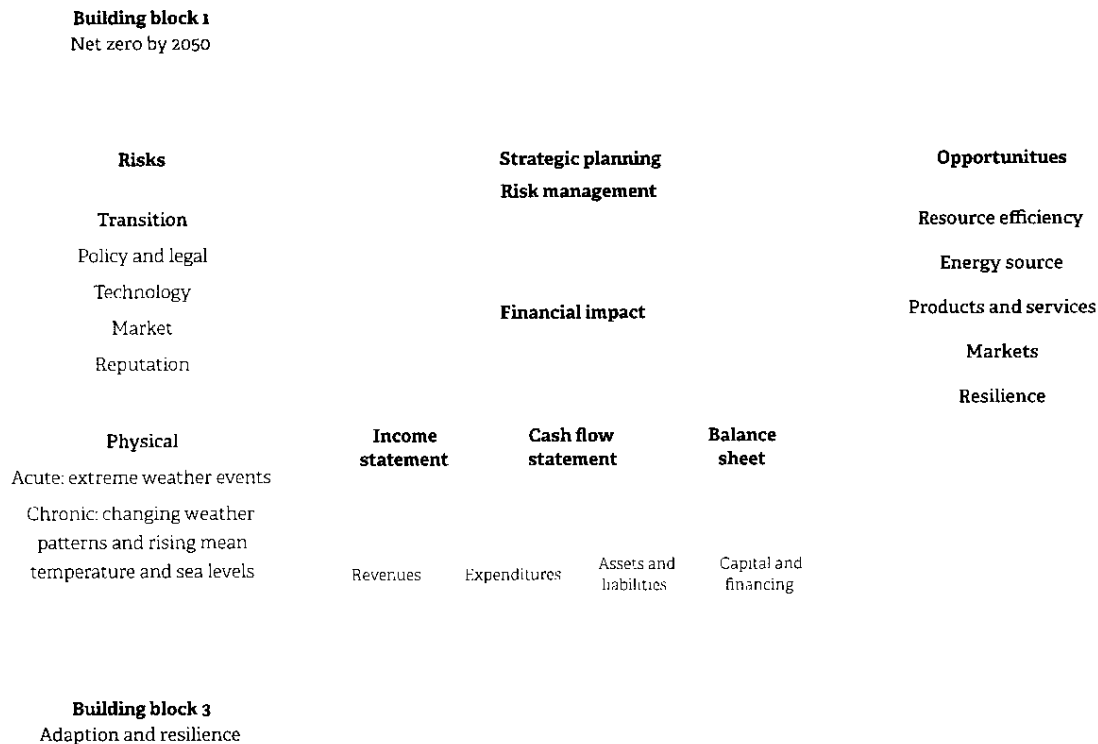 Building block 1
Net zero by 2050
Risks
Transition
Policy and legal
Technology
Market
Reputation
Physical
Acute: extreme weather events
Chronic: changing weather
patterns and rising mean
temperature and sea levels
Strategic planning
Risk management
Financial impact
Income
statement
Cash flow
statement
Balance
sheet
Revenues
Expenditures
Assets and
liabilities
Capital and
financing
Opportunitues
Resource efficiency
Energy source
Products and services
Markets
Resilience
Building block 3
Adaption and resilience